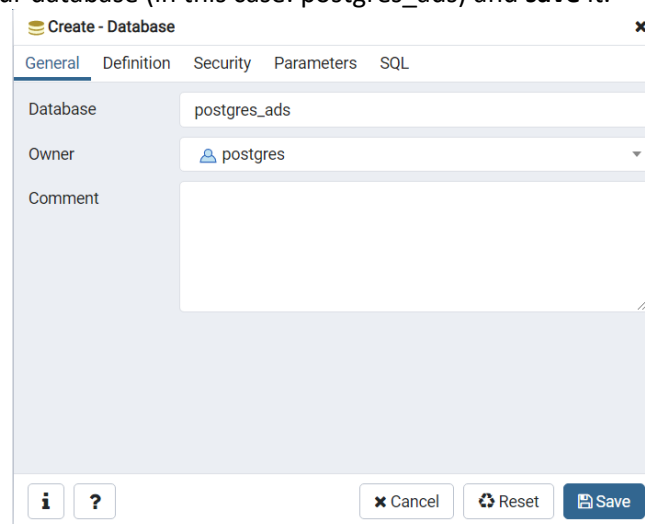 database (in this case: postgres_ads) and save it.
Create - Database
General Definition Security Parameters SQL
Database postgres_ads
Owner postgres
Comment
i ? Cancel Reset Save